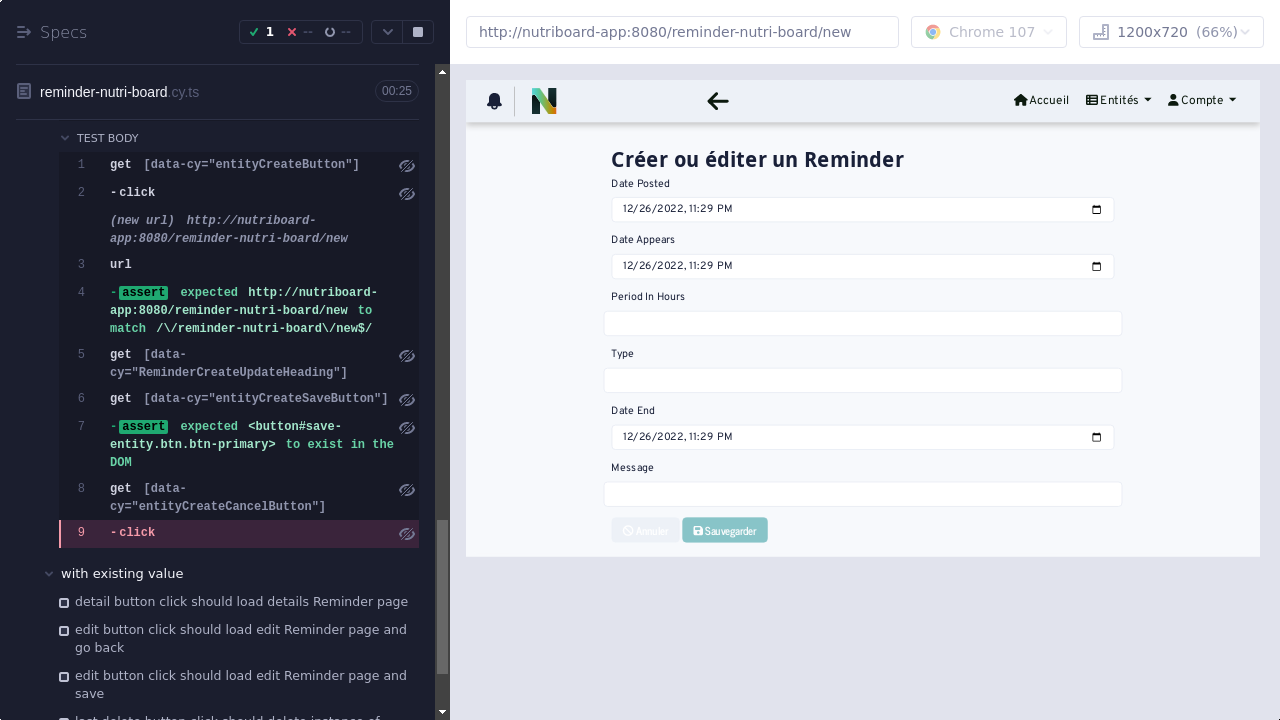 Specs
1 -- --
http://nutriboard-app:8080/reminder-nutri-board/new
Chrome 107
1200x720 (66%)
reminder-nutri-board.cy.ts
00:25
TEST BODY
1 get [data-cy="entityCreateButton"]
2 -click
(new url) http://nutriboard-
app:8080/reminder-nutri-board/new
3 url
4 -assert expected http://nutriboard-
app:8080/reminder-nutri-board/new to
match /\/reminder-nutri-board\/new$/
5 get [data-
cy="ReminderCreateUpdateHeading"]
6 get [data-cy="entityCreateSaveButton"]
7 -assert expected <button#save-
entity.btn.btn-primary> to exist in the
DOM
8 get [data-
cy="entityCreateCancelButton"]
9 -click
with existing value
detail button click should load details Reminder page
edit button click should load edit Reminder page and
go back
edit button click should load edit Reminder page and
save
last delete button click should delete instance of
N
Accueil
Entités
Compte
Créer ou éditer un Reminder
Date Posted
12/26/2022, 11:29 PM
Date Appears
12/26/2022, 11:29 PM
Period In Hours
Type
Date End
12/26/2022, 11:29 PM
Message
Annuler
Sauvegarder